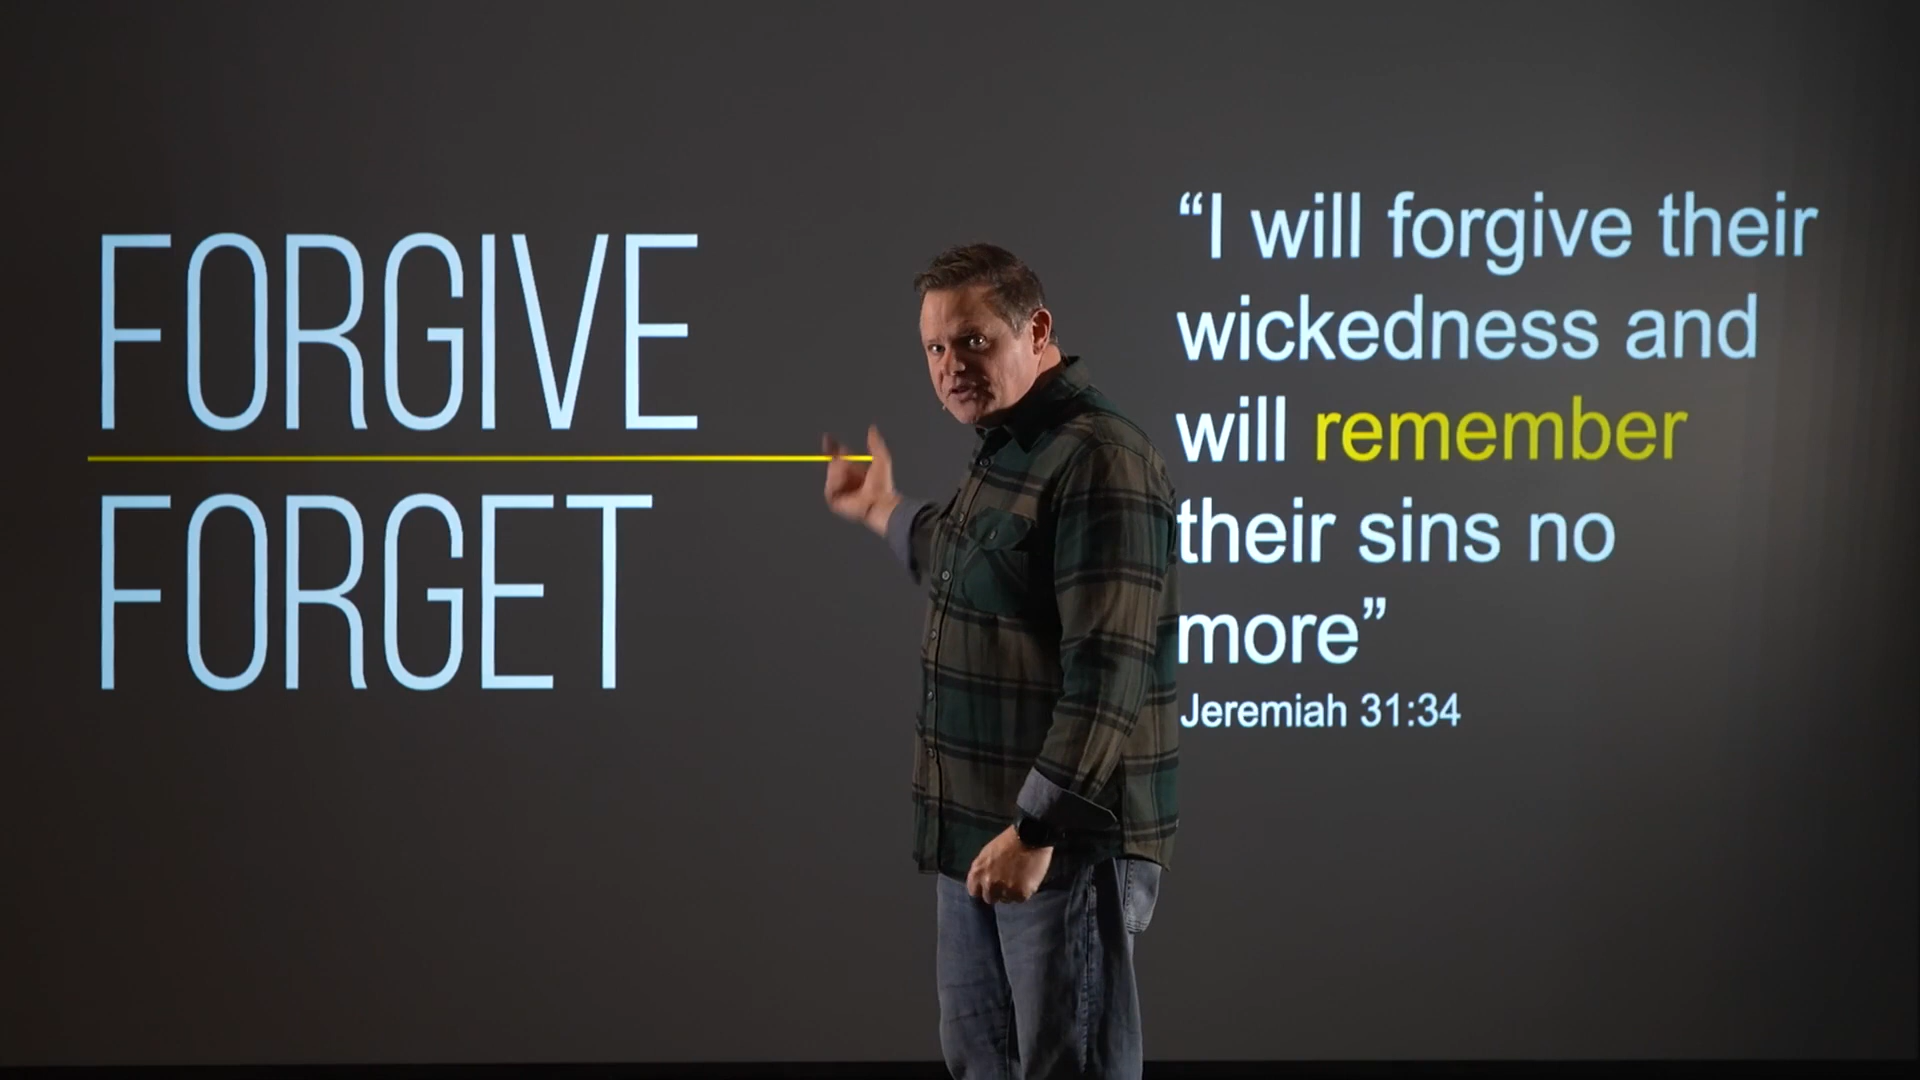 FORGIVE
FORGET
“I will forgive their
wickedness and
will remember
their sins no
more”
Jeremiah 31:34